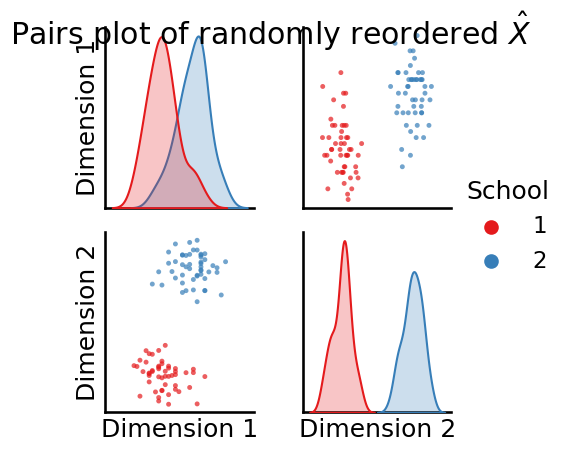 Pairs plot of randomly reordered X̂
Dimension 1
School
1
2
Dimension 2
Dimension 1
Dimension 2